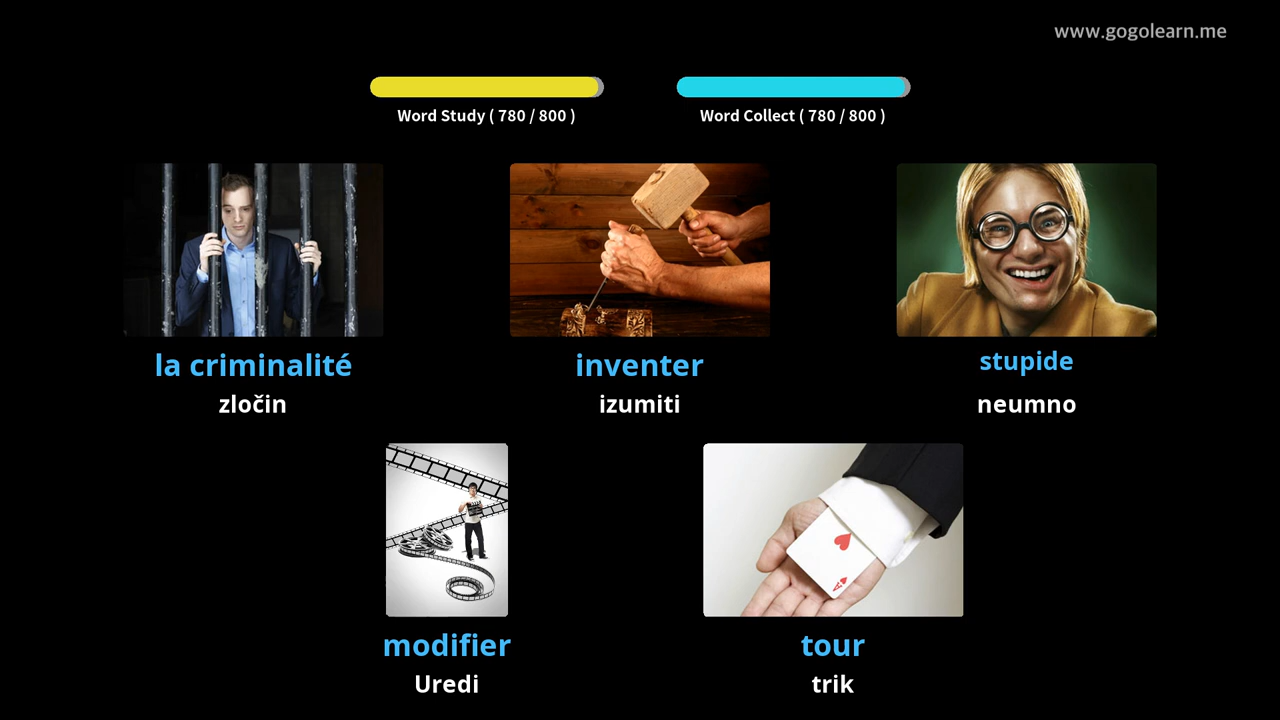 www.gogolearn.me
Word Study ( 780 / 800 )
Word Collect ( 780 / 800 )
la criminalité
zločin
inventer
izumiti
stupide
neumno
modifier
Uredi
tour
trik